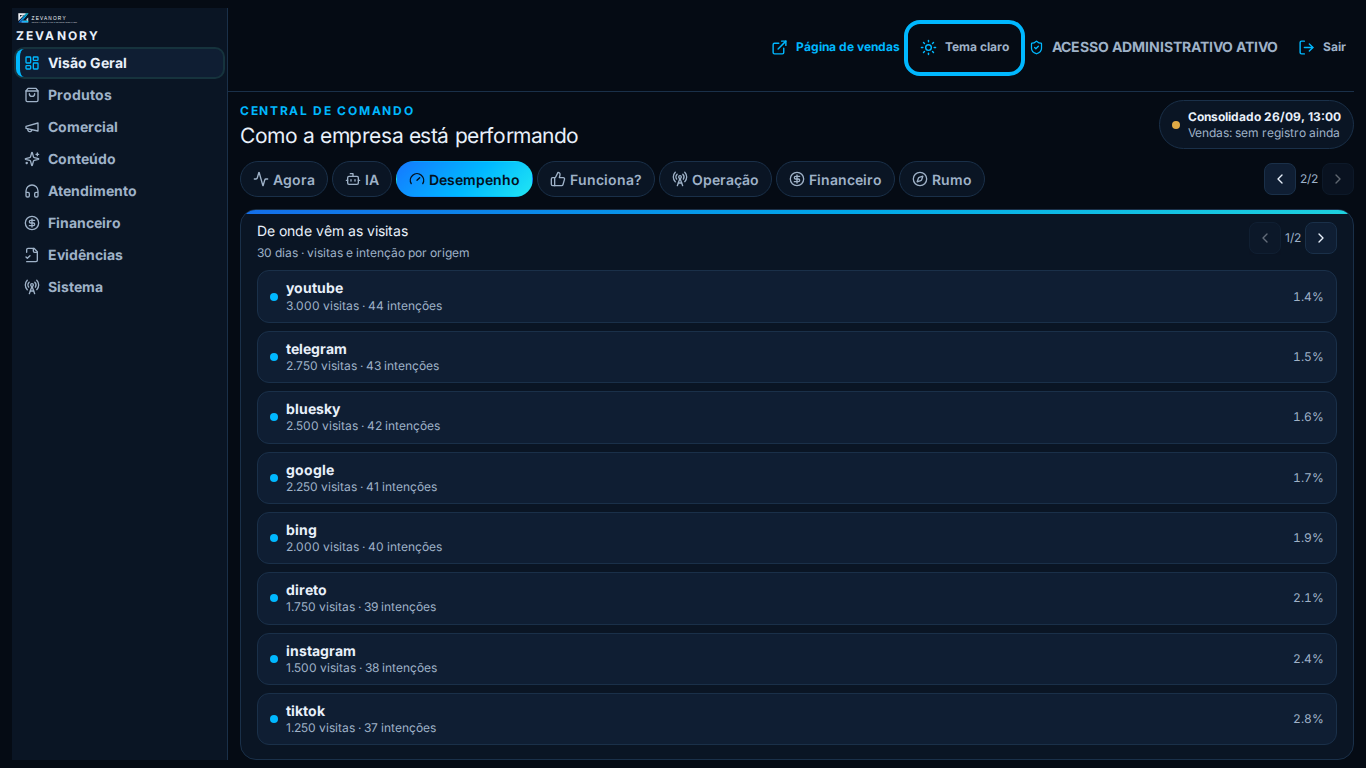 ZEVANORY
ZEVANORY
Visão Geral
Produtos
Comercial
Conteúdo
Atendimento
Financeiro
Evidências
Sistema
Página de vendas
Tema claro
ACESSO ADMINISTRATIVO ATIVO
Sair
CENTRAL DE COMANDO
Como a empresa está performando
Consolidado 26/09, 13:00
Vendas: sem registro ainda
Agora
IA
Desempenho
Funciona?
Operação
Financeiro
Rumo
2/2
De onde vêm as visitas
30 dias · visitas e intenção por origem
1/2
youtube
3.000 visitas · 44 intenções
1.4%
telegram
2.750 visitas · 43 intenções
1.5%
bluesky
2.500 visitas · 42 intenções
1.6%
google
2.250 visitas · 41 intenções
1.7%
bing
2.000 visitas · 40 intenções
1.9%
direto
1.750 visitas · 39 intenções
2.1%
instagram
1.500 visitas · 38 intenções
2.4%
tiktok
1.250 visitas · 37 intenções
2.8%